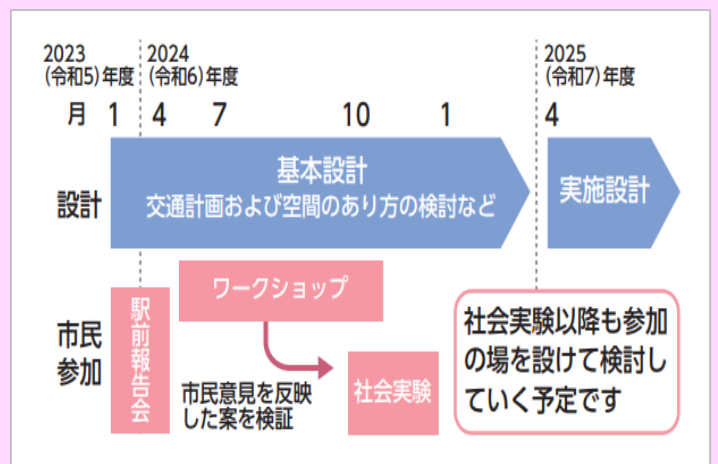 2023
(令和5)年度
2024
(令和6)年度
2025
(令和7)年度
月 1 4 7 10 1 4
設計
基本設計
交通計画および空間のあり方の検討など
実施設計
市民
参加
駅前報告会
ワークショップ
市民意見を反映
した案を検証
社会実験
社会実験以降も参加
の場を設けて検討し
ていく予定です